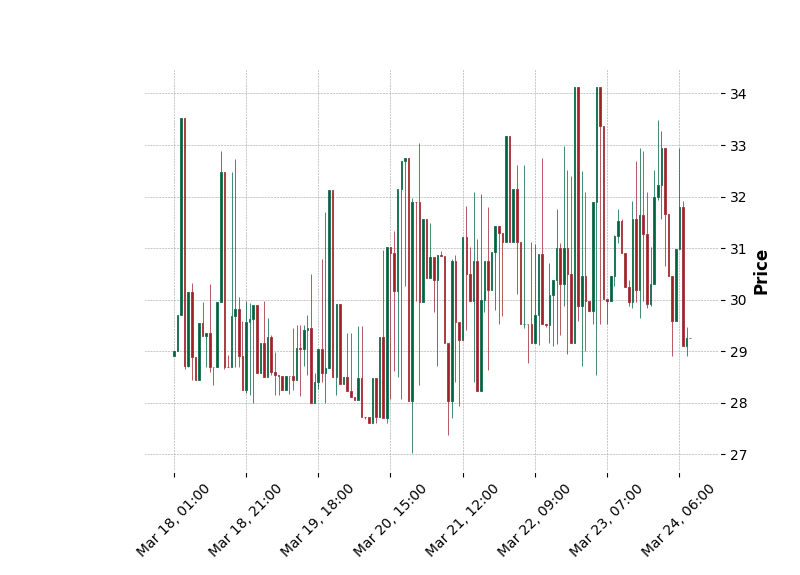 34
33
32
31
30
29
28
27
Price
Mar 18, 01:00
Mar 18, 21:00
Mar 19, 18:00
Mar 20, 15:00
Mar 21, 12:00
Mar 22, 09:00
Mar 23, 07:00
Mar 24, 06:00